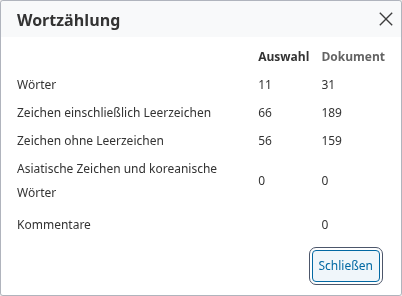 Wortzählung
Auswahl Dokument
Wörter 11 31
Zeichen einschließlich Leerzeichen 66 189
Zeichen ohne Leerzeichen 56 159
Asiatische Zeichen und koreanische
Wörter 0 0
Kommentare 0
Schließen